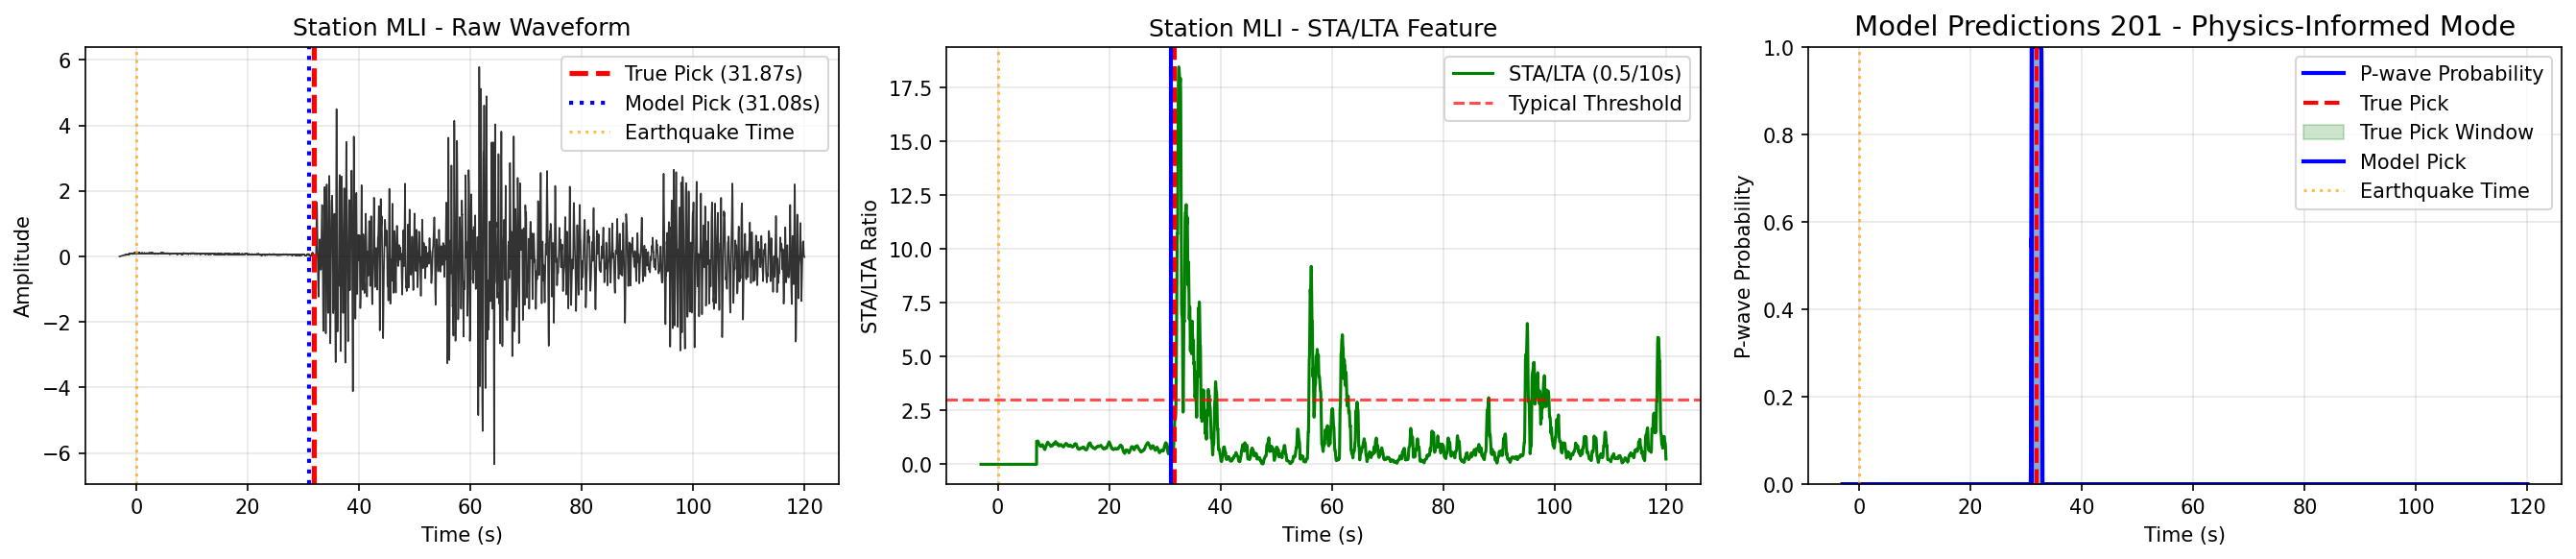 Station MLI - Raw Waveform
Amplitude
6
4
2
0
−2
−4
−6
True Pick (31.87s)
Model Pick (31.08s)
Earthquake Time
0 20 40 60 80 100 120
Time (s)
Station MLI - STA/LTA Feature
STA/LTA Ratio
17.5
15.0
12.5
10.0
7.5
5.0
2.5
0.0
STA/LTA (0.5/10s)
Typical Threshold
0 20 40 60 80 100 120
Time (s)
Model Predictions 201 - Physics-Informed Mode
P-wave Probability
1.0
0.8
0.6
0.4
0.2
0.0
P-wave Probability
True Pick
True Pick Window
Model Pick
Earthquake Time
0 20 40 60 80 100 120
Time (s)